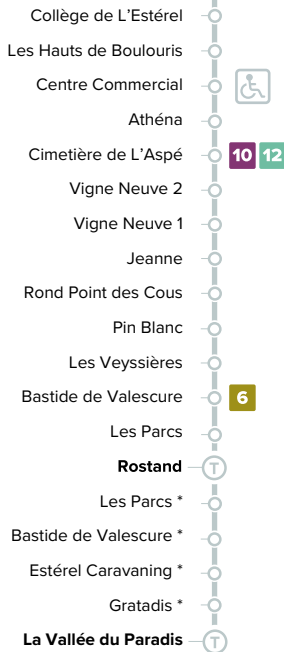 Collège de L'Estérel
Les Hauts de Boulouris
Centre Commercial
Athéna
Cimetière de L'Aspé 10 12
Vigne Neuve 2
Vigne Neuve 1
Jeanne
Rond Point des Cous
Pin Blanc
Les Veyssières
Bastide de Valescure 6
Les Parcs
Rostand T
Les Parcs *
Bastide de Valescure *
Estérel Caravaning *
Gratadis *
La Vallée du Paradis T